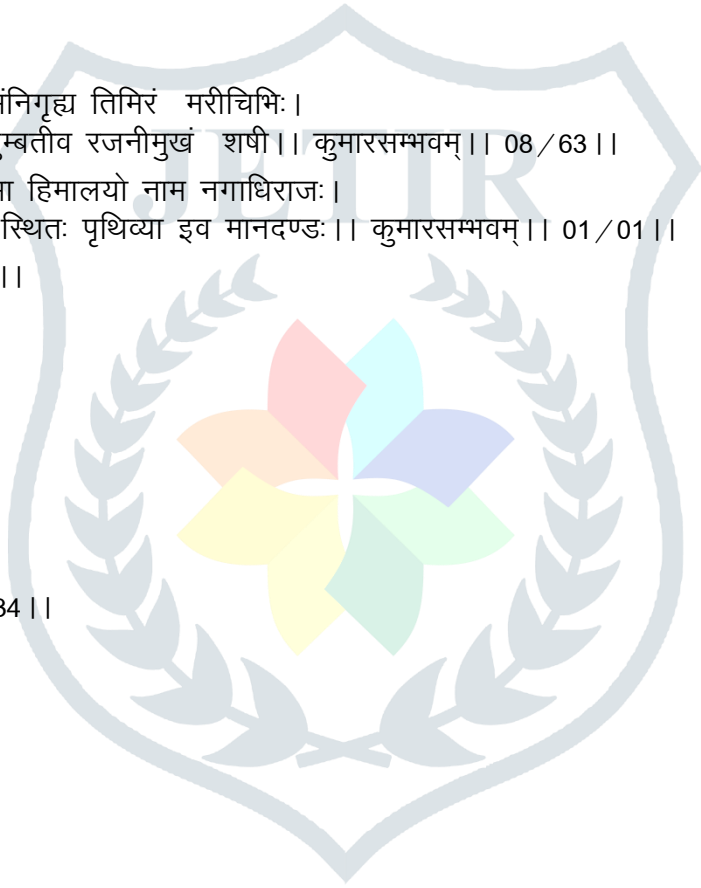 संनिगृह्य तिमिरं मरीचिभिः।
म्बतीव रजनीमुखं शषी।। कुमारसम्भवम्।। 08/63।।
ा हिमालयो नाम नगाधिराजः।
स्थितः पृथिव्या इव मानदण्डः।। कुमारसम्भवम्।। 01/01।।
।।
JETIR
34।।